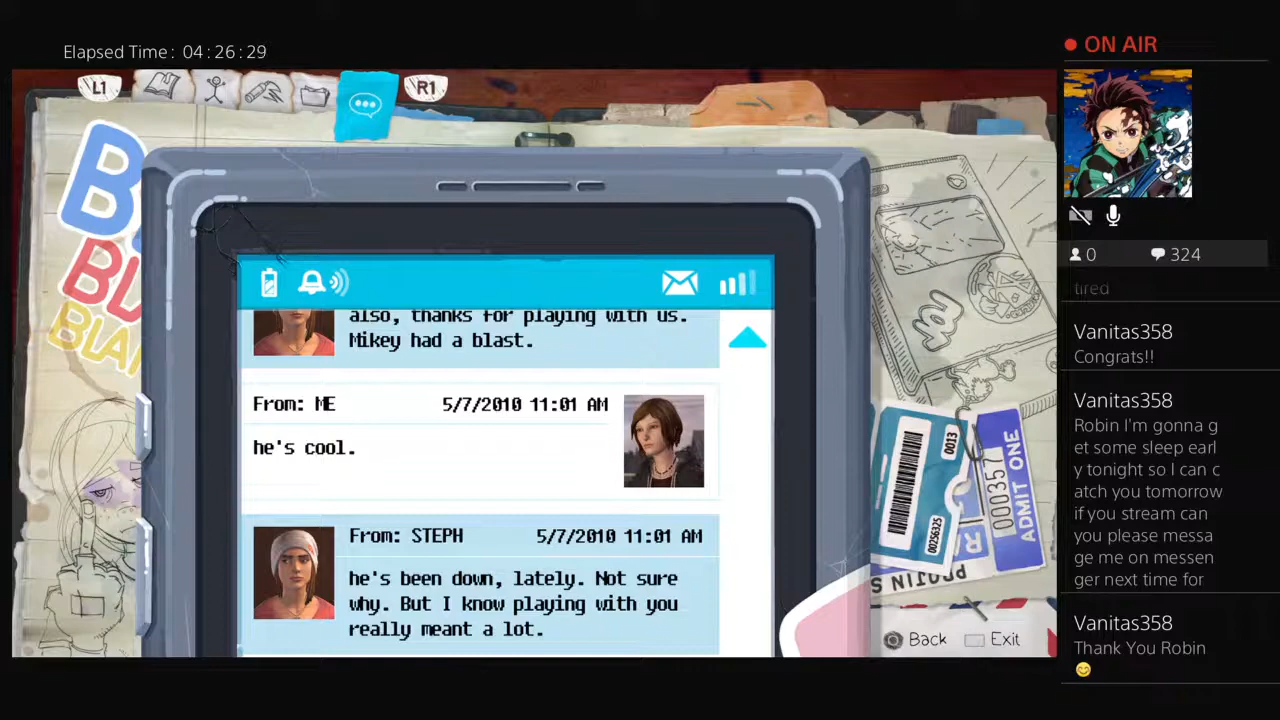 Elapsed Time: 04:26:29
ON AIR
L1
R1
B
BL
BLA
also, thanks for playing with us.
Mikey had a blast.
From: ME 5/7/2010 11:01 AM
he's cool.
From: STEPH 5/7/2010 11:01 AM
he's been down, lately. Not sure
why. But I know playing with you
really meant a lot.
0013
00256325
000357
ADMIT ONE
Back
Exit
0
324
tired
Vanitas358
Congrats!!
Vanitas358
Robin I'm gonna g
et some sleep earl
y tonight so I can c
atch you tomorrow
if you stream can
you please messa
ge me on messen
ger next time for
Vanitas358
Thank You Robin
😊